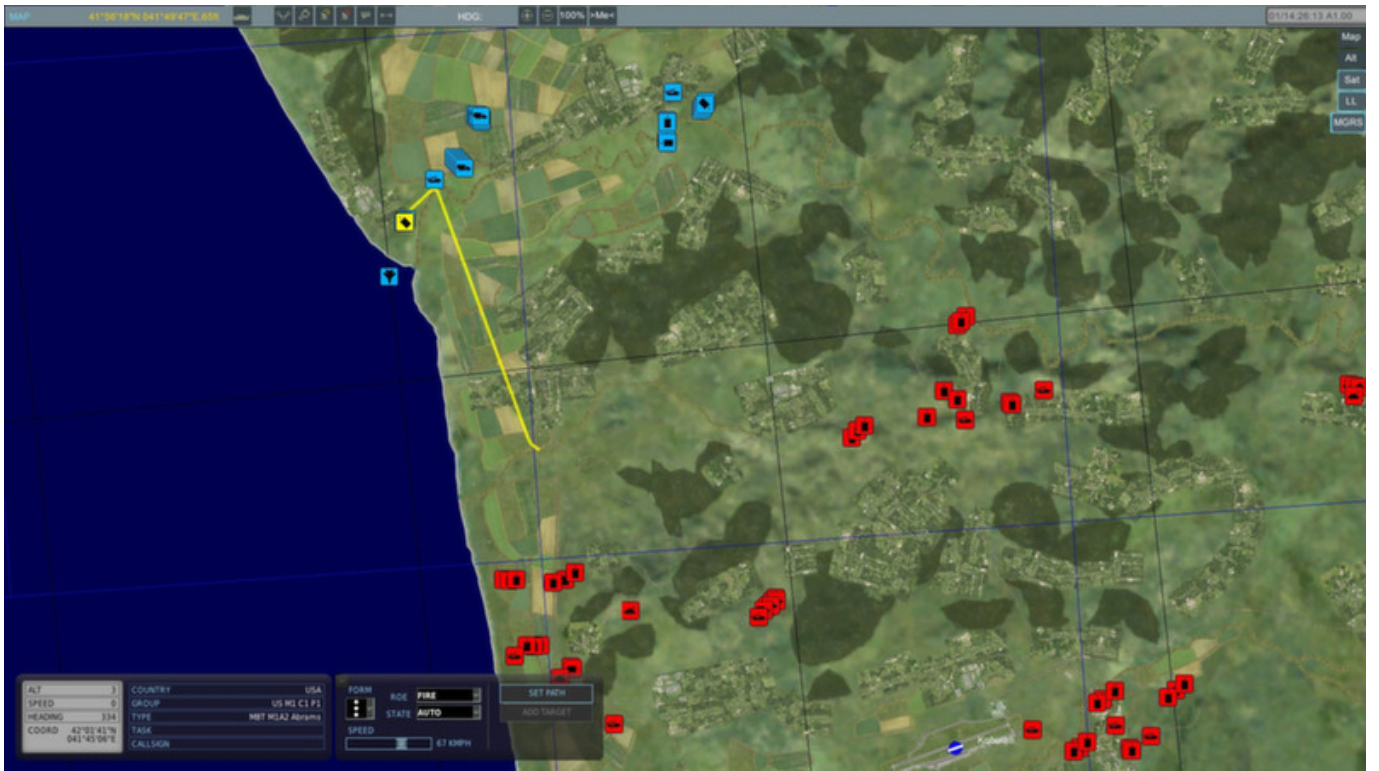 MAP 41°56'18"N 041°49'47"E,65ft HDG: 100% >Me< 01/14:26:13 A1.00
Map
Alt
Sat
LL
MGRS
ALT 3
SPEED 0
HEADING 334
COORD 42°01'41"N
041°45'06"E
COUNTRY USA
GROUP US M1 C1 P1
TYPE MBT M1A2 Abrams
TASK
CALLSIGN
FORM
ROE FIRE
STATE AUTO
SPEED
67 KMPH
SET PATH
ADD TARGET
Kobuleti